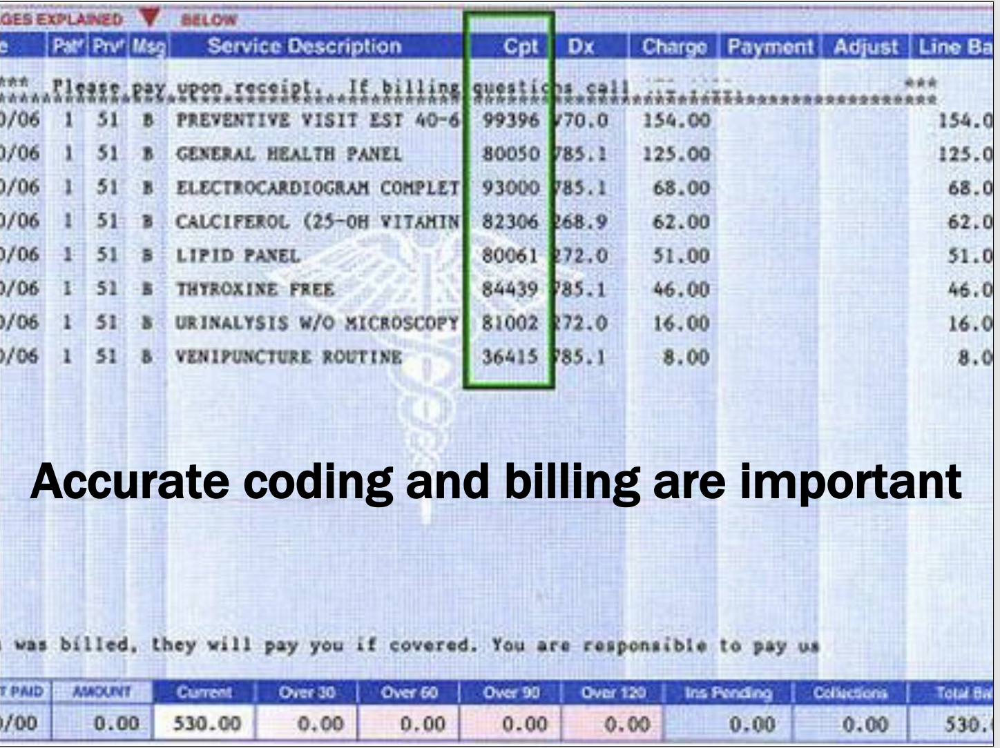 GES EXPLAINED BELOW
e Pat# Prv# Msg Service Description Cpt Dx Charge Payment Adjust Line Ba
*** Please pay upon receipt. If billing questions call ***
0/06 1 51 B PREVENTIVE VISIT EST 40-6 99396 V70.0 154.00 154.0
0/06 1 51 B GENERAL HEALTH PANEL 80050 785.1 125.00 125.0
0/06 1 51 B ELECTROCARDIOGRAM COMPLET 93000 785.1 68.00 68.0
0/06 1 51 B CALCIFEROL (25-OH VITAMIN 82306 268.9 62.00 62.0
0/06 1 51 B LIPID PANEL 80061 272.0 51.00 51.0
0/06 1 51 B THYROXINE FREE 84439 785.1 46.00 46.0
0/06 1 51 B URINALYSIS W/O MICROSCOPY 81002 272.0 16.00 16.0
0/06 1 51 B VENIPUNCTURE ROUTINE 36415 785.1 8.00 8.0
Accurate coding and billing are important
was billed, they will pay you if covered. You are responsible to pay us
T PAID AMOUNT Current Over 30 Over 60 Over 90 Over 120 Ins Pending Collections Total Ba
0/00 0.00 530.00 0.00 0.00 0.00 0.00 0.00 0.00 530.